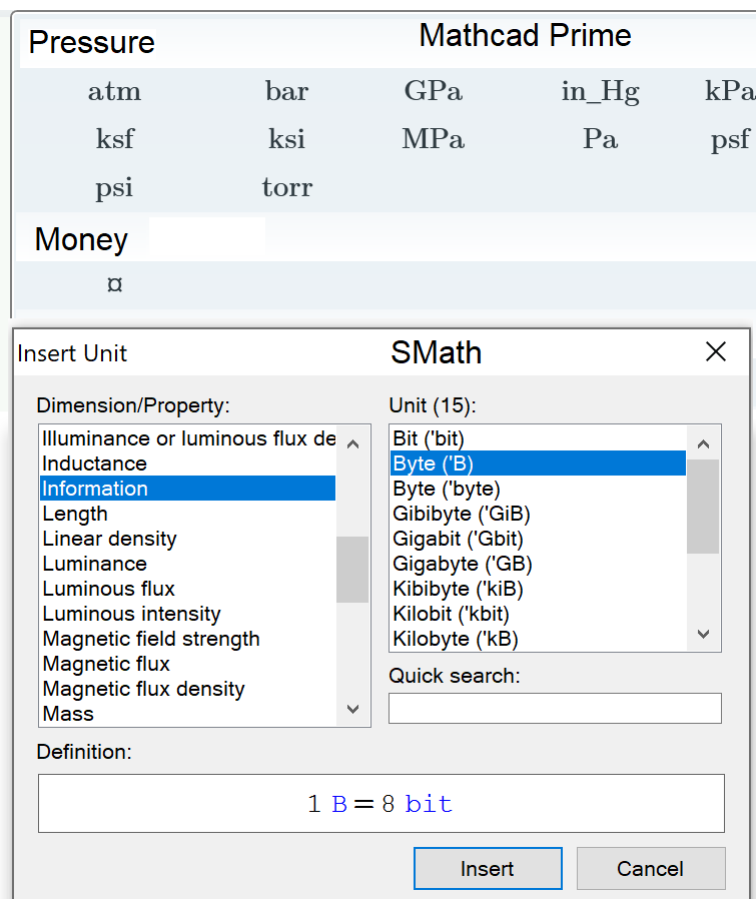 Pressure Mathcad Prime
atm bar GPa in_Hg kPa
ksf ksi MPa Pa psf
psi torr
Money
¤
Insert Unit SMath
Dimension/Property:
Illuminance or luminous flux de
Inductance
Information
Length
Linear density
Luminance
Luminous flux
Luminous intensity
Magnetic field strength
Magnetic flux
Magnetic flux density
Mass
Unit (15):
Bit ('bit)
Byte ('B)
Byte ('byte)
Gibibyte ('GiB)
Gigabit ('Gbit)
Gigabyte ('GB)
Kibibyte ('kiB)
Kilobit ('kbit)
Kilobyte ('kB)
Quick search:
Definition:
1 B = 8 bit
Insert Cancel